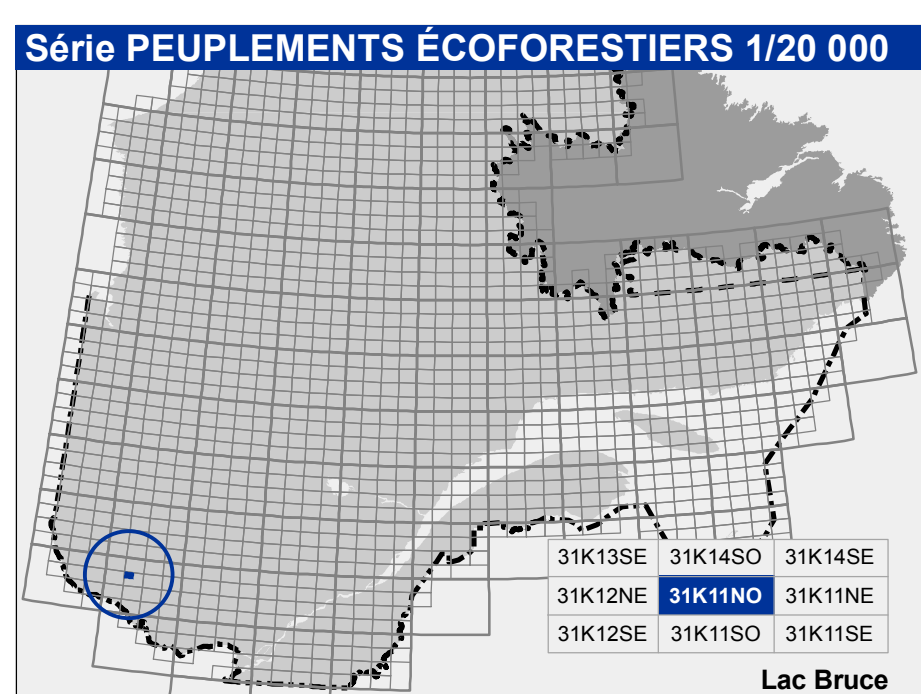 Série PEUPLEMENTS ÉCOFORESTIERS 1/20 000
31K13SE 31K14SO 31K14SE
31K12NE 31K11NO 31K11NE
31K12SE 31K11SO 31K11SE
Lac Bruce